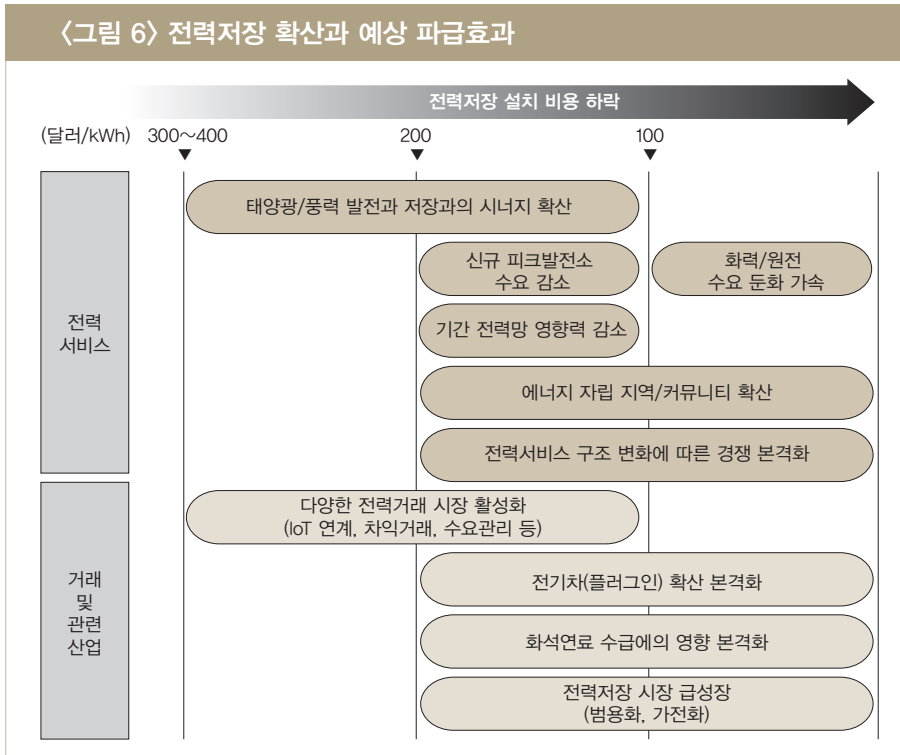 〈그림 6〉 전력저장 확산과 예상 파급효과
전력저장 설치 비용 하락
(달러/kWh) 300~400 200 100
▼ ▼ ▼
전력
서비스
태양광/풍력 발전과 저장과의 시너지 확산
신규 피크발전소
수요 감소
화력/원전
수요 둔화 가속
기간 전력망 영향력 감소
에너지 자립 지역/커뮤니티 확산
전력서비스 구조 변화에 따른 경쟁 본격화
거래
및
관련
산업
다양한 전력거래 시장 활성화
(IoT 연계, 차익거래, 수요관리 등)
전기차(플러그인) 확산 본격화
화석연료 수급에의 영향 본격화
전력저장 시장 급성장
(범용화, 가전화)